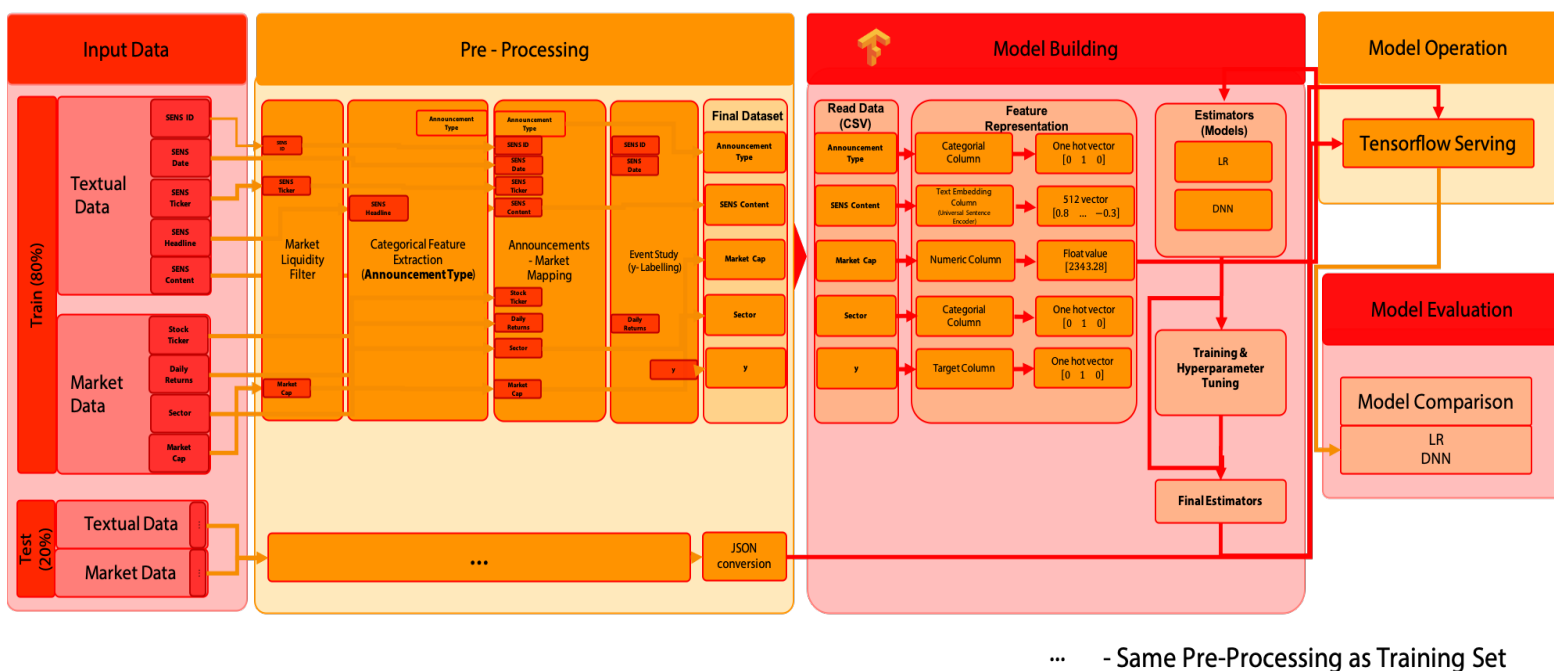 Input Data
Pre - Processing
Model Building
Model Operation
Train (80%)
Textual
Data
SENS ID
SENS
Date
SENS
Ticker
SENS
Headline
SENS
Content
Market
Data
Stock
Ticker
Daily
Returns
Sector
Market
Cap
Test
(20%)
Textual Data
...
Market Data
...
SENS
ID
SENS
Ticker
Market
Liquidity
Filter
Market
Cap
Announcement
Type
SENS
Headline
Categorical Feature
Extraction
(Announcement Type)
Announcement
Type
SENS ID
SENS
Date
SENS
Ticker
SENS
Content
Announcements
- Market
Mapping
Stock
Ticker
Daily
Returns
Sector
Market
Cap
SENS ID
SENS
Date
Event Study
(y- Labelling)
Daily
Returns
y
Final Dataset
Announcement
Type
SENS Content
Market Cap
Sector
y
...
JSON
conversion
Read Data
(CSV)
Announcement
Type
SENS Content
Market Cap
Sector
y
Feature
Representation
Categorial
Column
One hot vector
[0 1 0]
Text Embedding
Column
(Universal Sentence
Encoder)
512 vector
[0.8 ... −0.3]
Numeric Column
Float value
[2343.28]
Categorial
Column
One hot vector
[0 1 0]
Target Column
One hot vector
[0 1 0]
Estimators
(Models)
LR
DNN
Training &
Hyperparameter
Tuning
Final Estimators
Tensorflow Serving
Model Evaluation
Model Comparison
LR
DNN
... - Same Pre-Processing as Training Set